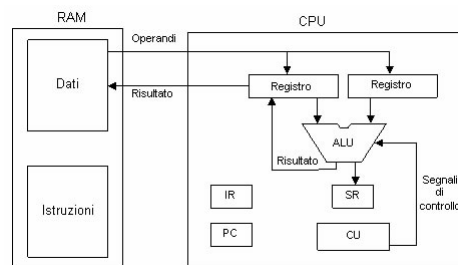 RAM
CPU
Operandi
Dati
Registro
Registro
Risultato
ALU
Risultato
Segnali
di
controllo
Istruzioni
IR
SR
PC
CU